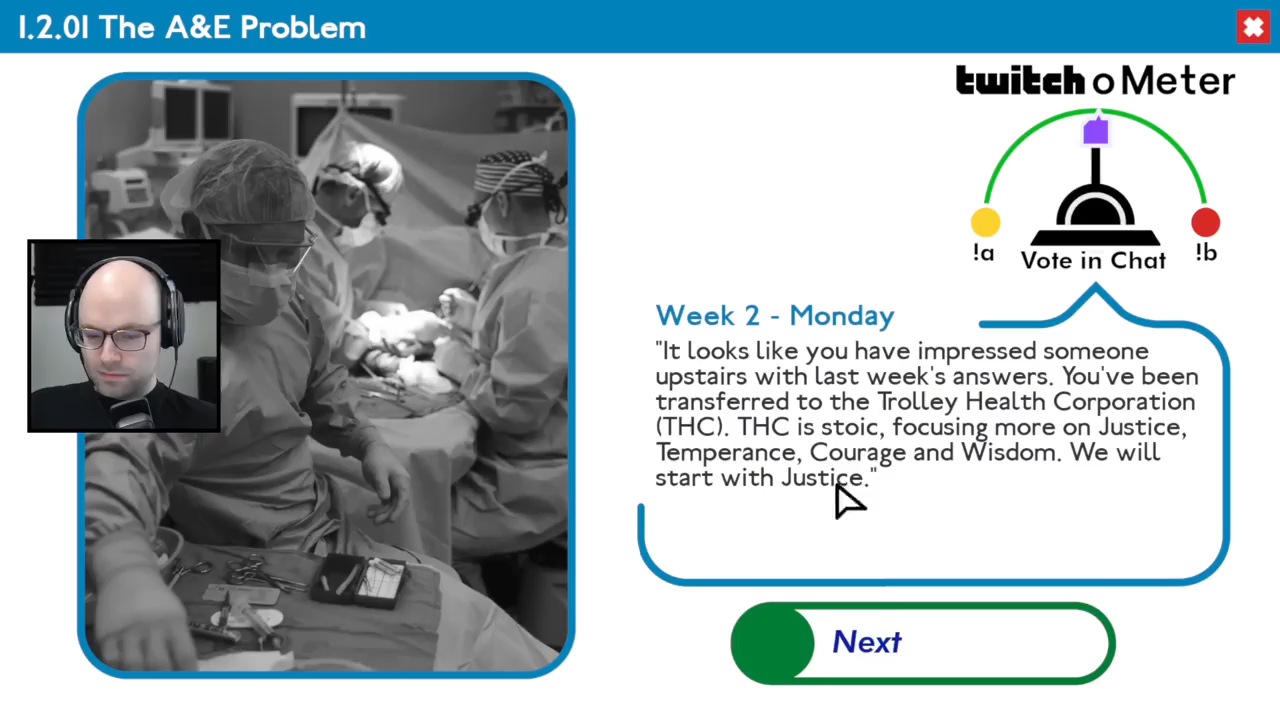 1.2.01 The A&E Problem
twitch o Meter
!a
!b
Vote in Chat
Week 2 - Monday
"It looks like you have impressed someone
upstairs with last week's answers. You've been
transferred to the Trolley Health Corporation
(THC). THC is stoic, focusing more on Justice,
Temperance, Courage and Wisdom. We will
start with Justice."
Next